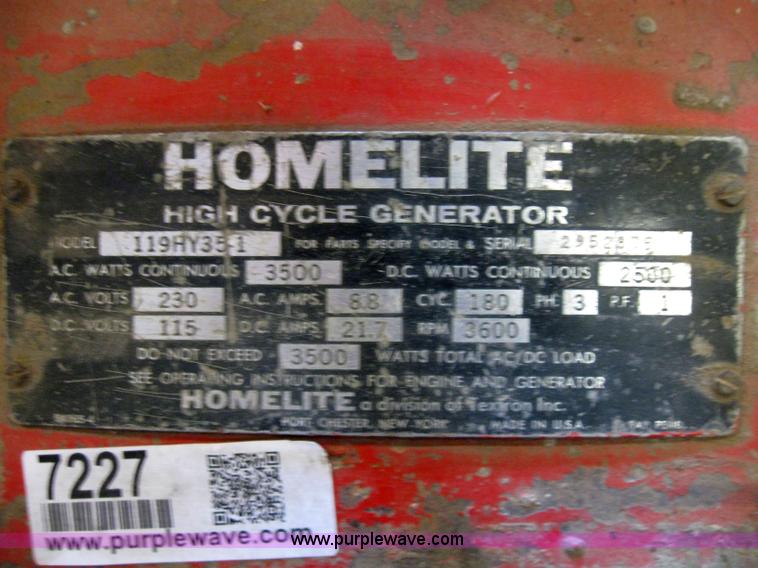 HOMELITE
HIGH CYCLE GENERATOR
MODEL 119HY35-1 FOR PARTS SPECIFY MODEL & SERIAL
A.C. WATTS CONTINUOUS 3500 D.C. WATTS CONTINUOUS 2500
A.C. VOLTS 230 A.C. AMPS. 8.8 CYC. 180 PH. 3 P.F. 1
D.C. VOLTS 115 D.C. AMPS. 21.7 RPM 3600
DO NOT EXCEED 3500 WATTS TOTAL AC/DC LOAD
SEE OPERATING INSTRUCTIONS FOR ENGINE AND GENERATOR
HOMELITE a division of Textron Inc.
PORT CHESTER, NEW YORK MADE IN U.S.A. PAT. PEND.
7227
www.purplewave.com
www.purplewave.com